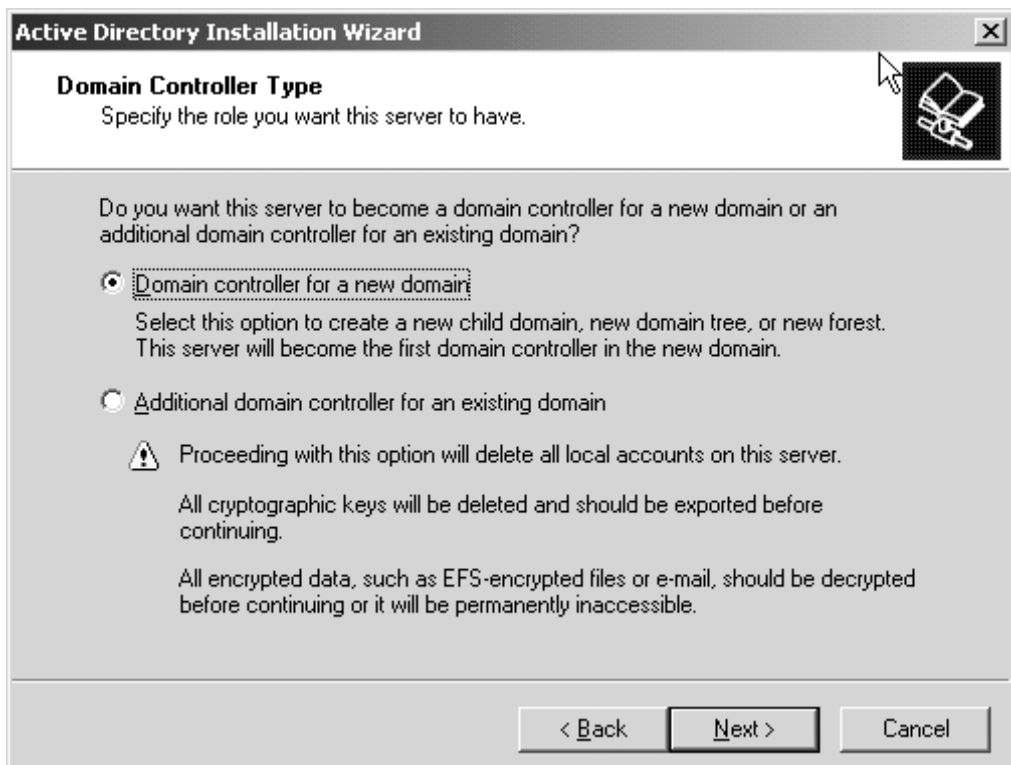 Active Directory Installation Wizard
Domain Controller Type
Specify the role you want this server to have.
Do you want this server to become a domain controller for a new domain or an
additional domain controller for an existing domain?
Domain controller for a new domain
Select this option to create a new child domain, new domain tree, or new forest.
This server will become the first domain controller in the new domain.
Additional domain controller for an existing domain
Proceeding with this option will delete all local accounts on this server.
All cryptographic keys will be deleted and should be exported before
continuing.
All encrypted data, such as EFS-encrypted files or e-mail, should be decrypted
before continuing or it will be permanently inaccessible.
< Back Next > Cancel